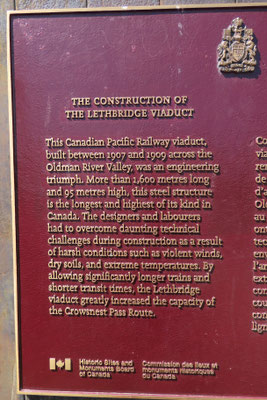 THE CONSTRUCTION OF
THE LETHBRIDGE VIADUCT
This Canadian Pacific Railway viaduct,
built between 1907 and 1909 across the
Oldman River Valley, was an engineering
triumph. More than 1,600 metres long
and 95 metres high, this steel structure
is the longest and highest of its kind in
Canada. The designers and labourers
had to overcome daunting technical
challenges during construction as a result
of harsh conditions such as violent winds,
dry soils, and extreme temperatures. By
allowing significantly longer trains and
shorter transit times, the Lethbridge
viaduct greatly increased the capacity of
the Crowsnest Pass Route.
Historic Sites and
Monuments Board
of Canada
Commission des lieux et
monuments historiques
du Canada